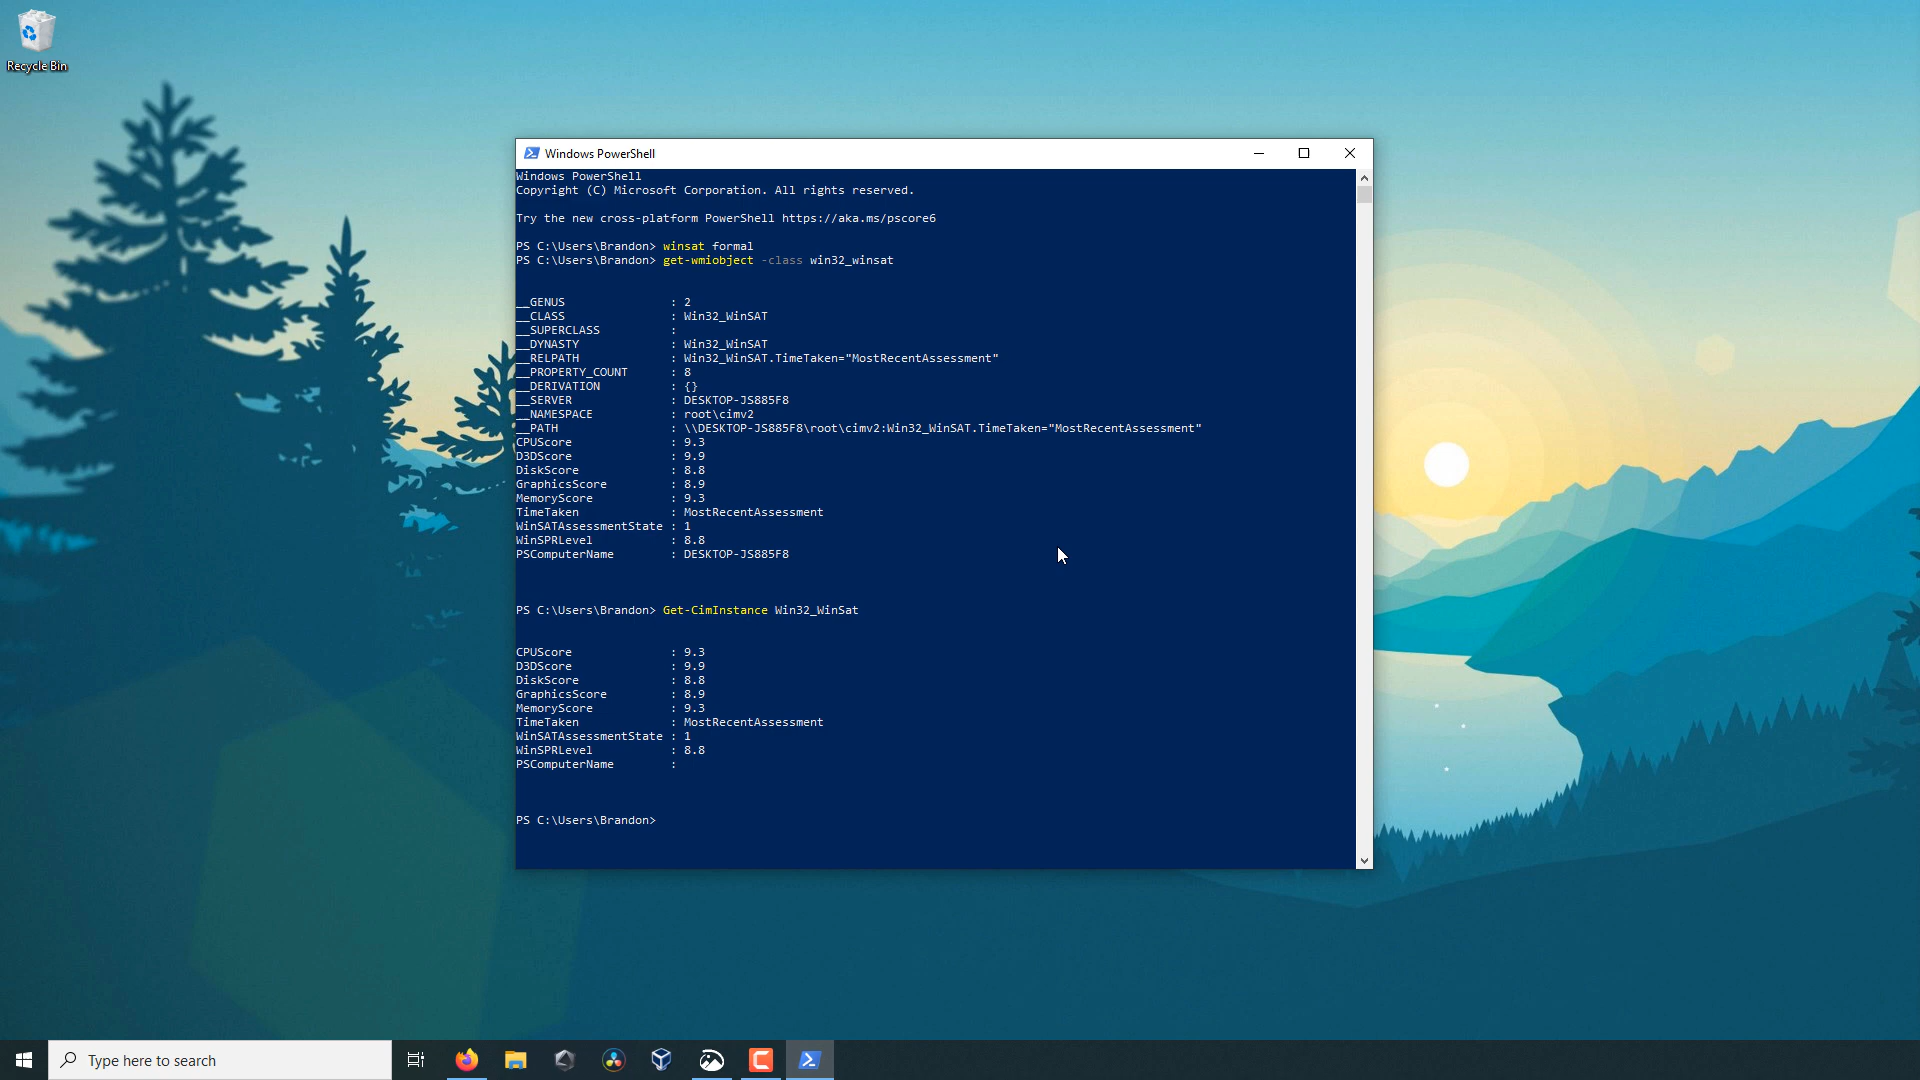 Recycle Bin
Windows PowerShell
Windows PowerShell
Copyright (C) Microsoft Corporation. All rights reserved.
Try the new cross-platform PowerShell https://aka.ms/pscore6
PS C:\Users\Brandon> winsat formal
PS C:\Users\Brandon> get-wmiobject -class win32_winsat
__GENUS : 2
__CLASS : Win32_WinSAT
__SUPERCLASS :
__DYNASTY : Win32_WinSAT
__RELPATH : Win32_WinSAT.TimeTaken="MostRecentAssessment"
__PROPERTY_COUNT : 8
__DERIVATION : {}
__SERVER : DESKTOP-JS885F8
__NAMESPACE : root\cimv2
__PATH : \\DESKTOP-JS885F8\root\cimv2:Win32_WinSAT.TimeTaken="MostRecentAssessment"
CPUScore : 9.3
D3DScore : 9.9
DiskScore : 8.8
GraphicsScore : 8.9
MemoryScore : 9.3
TimeTaken : MostRecentAssessment
WinSATAssessmentState : 1
WinSPRLevel : 8.8
PSComputerName : DESKTOP-JS885F8
PS C:\Users\Brandon> Get-CimInstance Win32_WinSat
CPUScore : 9.3
D3DScore : 9.9
DiskScore : 8.8
GraphicsScore : 8.9
MemoryScore : 9.3
TimeTaken : MostRecentAssessment
WinSATAssessmentState : 1
WinSPRLevel : 8.8
PSComputerName :
PS C:\Users\Brandon>
Type here to search